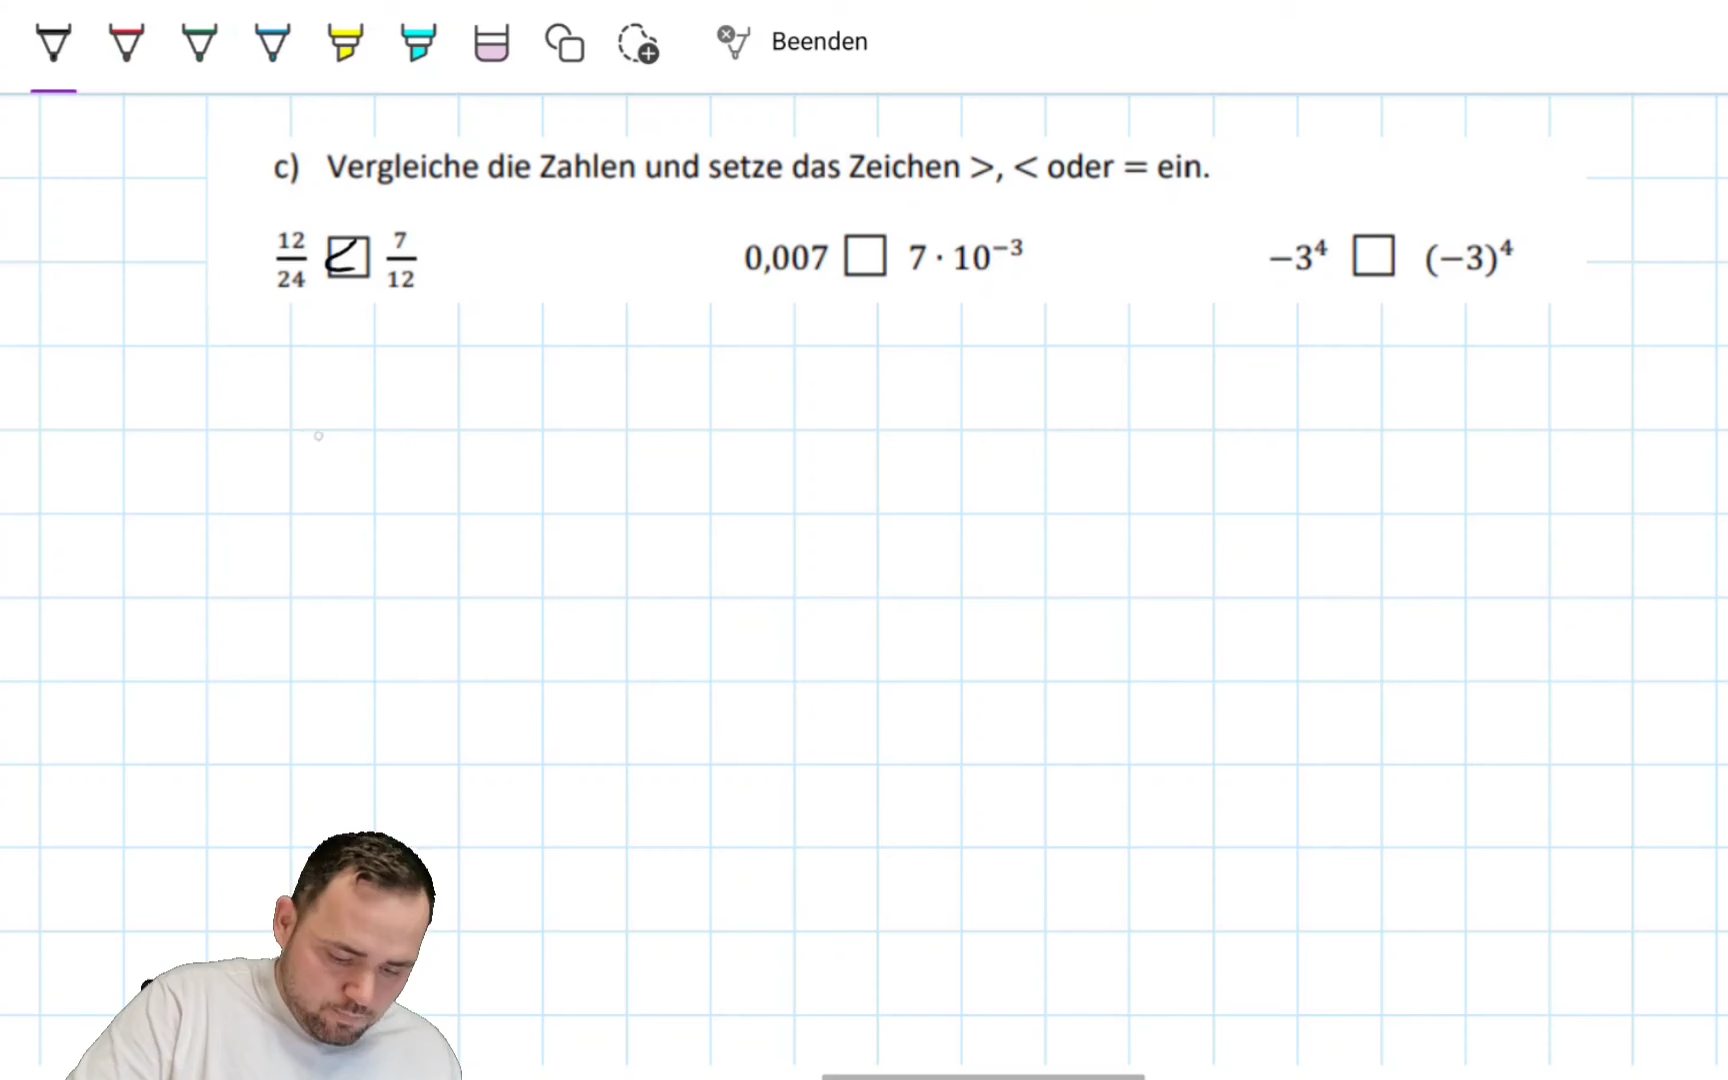 Beenden
c) Vergleiche die Zahlen und setze das Zeichen >, < oder = ein.
12/24 < 7/12 0,007 □ 7 · 10⁻³ −3⁴ □ (−3)⁴